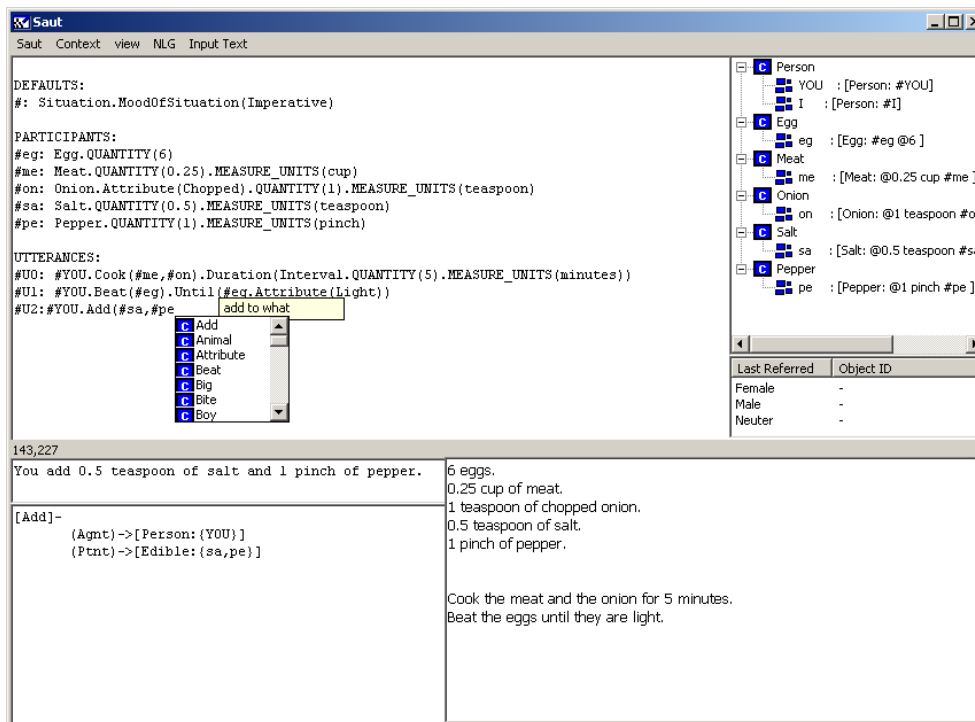 Saut
Saut Context view NLG Input Text
DEFAULTS:
#: Situation.MoodOfSituation(Imperative)
PARTICIPANTS:
#eg: Egg.QUANTITY(6)
#me: Meat.QUANTITY(0.25).MEASURE_UNITS(cup)
#on: Onion.Attribute(Chopped).QUANTITY(1).MEASURE_UNITS(teaspoon)
#sa: Salt.QUANTITY(0.5).MEASURE_UNITS(teaspoon)
#pe: Pepper.QUANTITY(1).MEASURE_UNITS(pinch)
UTTERANCES:
#U0: #YOU.Cook(#me,#on).Duration(Interval.QUANTITY(5).MEASURE_UNITS(minutes))
#U1: #YOU.Beat(#eg).Until(#eg.Attribute(Light))
#U2:#YOU.Add(#sa,#pe
add to what
C Add
C Animal
C Attribute
C Beat
C Big
C Bite
C Boy
C Person
YOU : [Person: #YOU]
I : [Person: #I]
C Egg
eg : [Egg: #eg @6 ]
C Meat
me : [Meat: @0.25 cup #me ]
C Onion
on : [Onion: @1 teaspoon #o
C Salt
sa : [Salt: @0.5 teaspoon #sa
C Pepper
pe : [Pepper: @1 pinch #pe ]
Last Referred Object ID
Female -
Male -
Neuter -
143,227
You add 0.5 teaspoon of salt and 1 pinch of pepper.
[Add]-
(Agnt)->[Person:{YOU}]
(Ptnt)->[Edible:{sa,pe}]
6 eggs.
0.25 cup of meat.
1 teaspoon of chopped onion.
0.5 teaspoon of salt.
1 pinch of pepper.
Cook the meat and the onion for 5 minutes.
Beat the eggs until they are light.